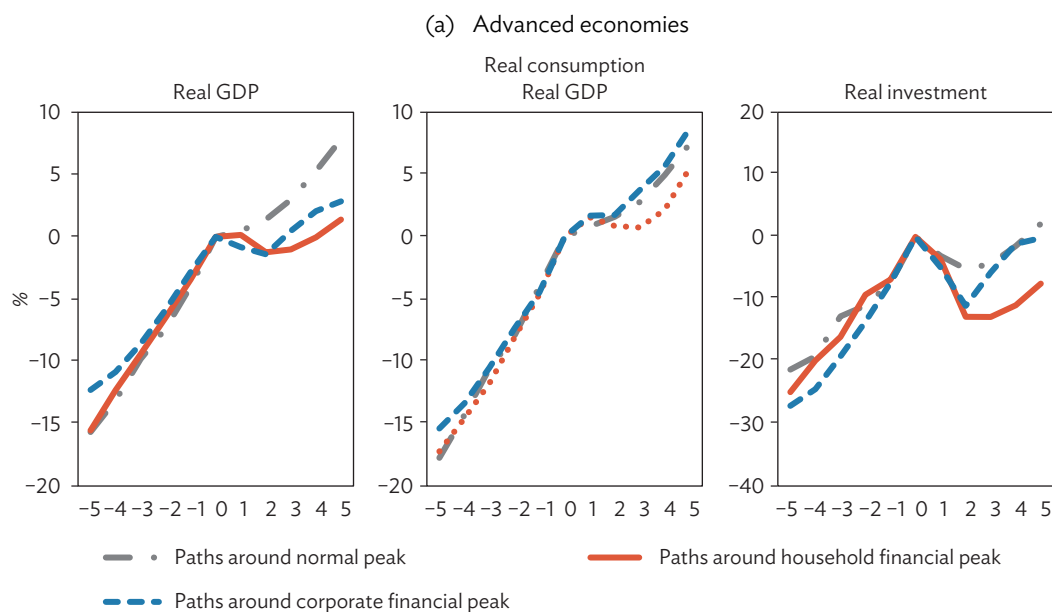 (a) Advanced economies
Real GDP
10
5
0
−5
−10
−15
−20
%
−5 −4 −3 −2 −1 0 1 2 3 4 5
Real consumption
Real GDP
10
5
0
−5
−10
−15
−20
−5 −4 −3 −2 −1 0 1 2 3 4 5
Real investment
20
10
0
−10
−20
−30
−40
−5 −4 −3 −2 −1 0 1 2 3 4 5
Paths around normal peak
Paths around household financial peak
Paths around corporate financial peak